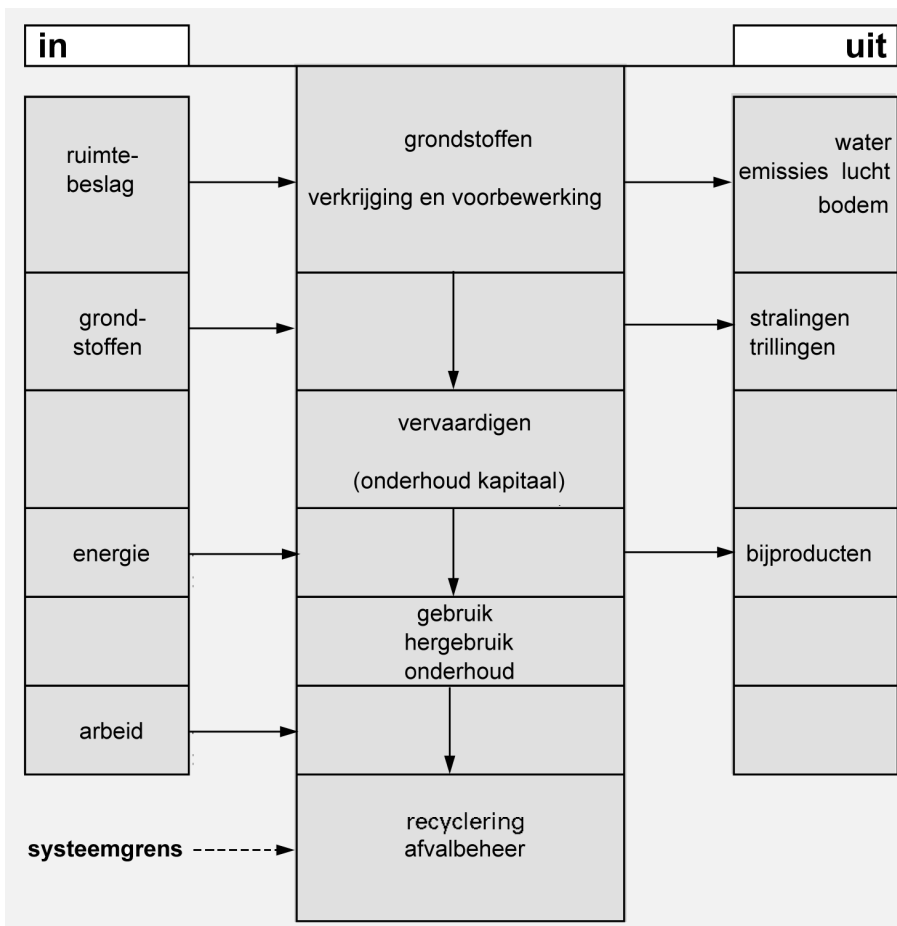 in
uit
ruimte-
beslag
grondstoffen
verkrijging en voorbewerking
water
emissies lucht
bodem
grond-
stoffen
stralingen
trillingen
vervaardigen
(onderhoud kapitaal)
energie
bijproducten
gebruik
hergebruik
onderhoud
arbeid
recyclering
afvalbeheer
systeemgrens